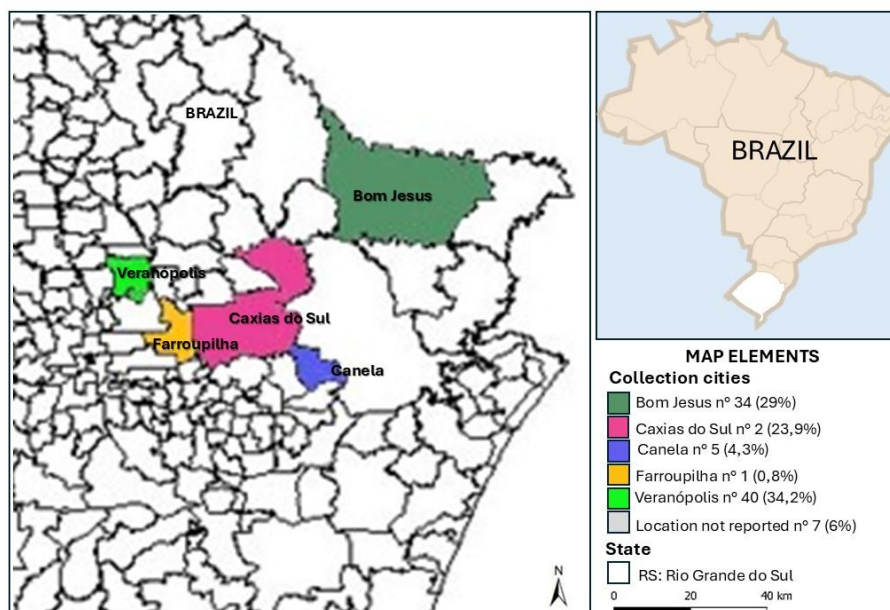 BRAZIL
Bom Jesus
Veranópolis
Caxias do Sul
Farroupilha
Canela
N
BRAZIL
MAP ELEMENTS
Collection cities
Bom Jesus nº 34 (29%)
Caxias do Sul nº 2 (23,9%)
Canela nº 5 (4,3%)
Farroupilha nº 1 (0,8%)
Veranópolis nº 40 (34,2%)
Location not reported nº 7 (6%)
State
RS: Rio Grande do Sul
0 20 40 km